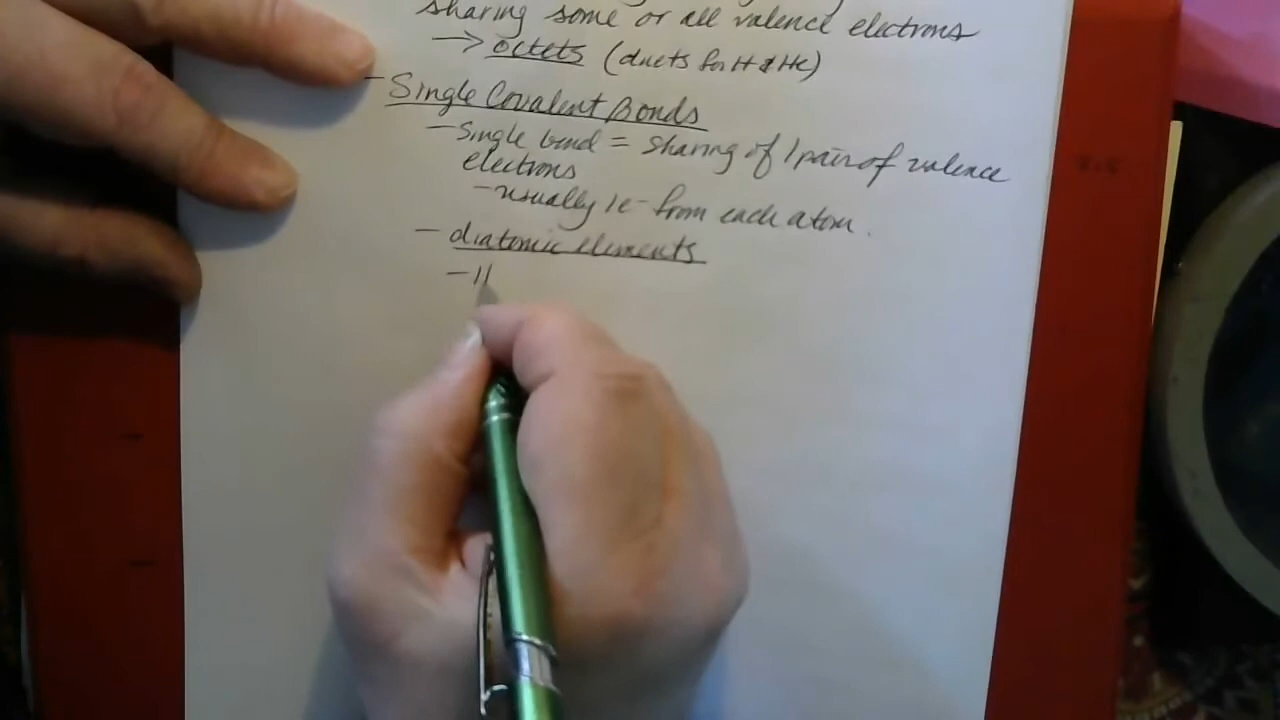 sharing some or all valence electrons
→ octets (duets for H & He)
- Single Covalent Bonds
- Single bond = sharing of 1 pair of valence
electrons
- usually 1e- from each atom.
- diatomic elements
- H